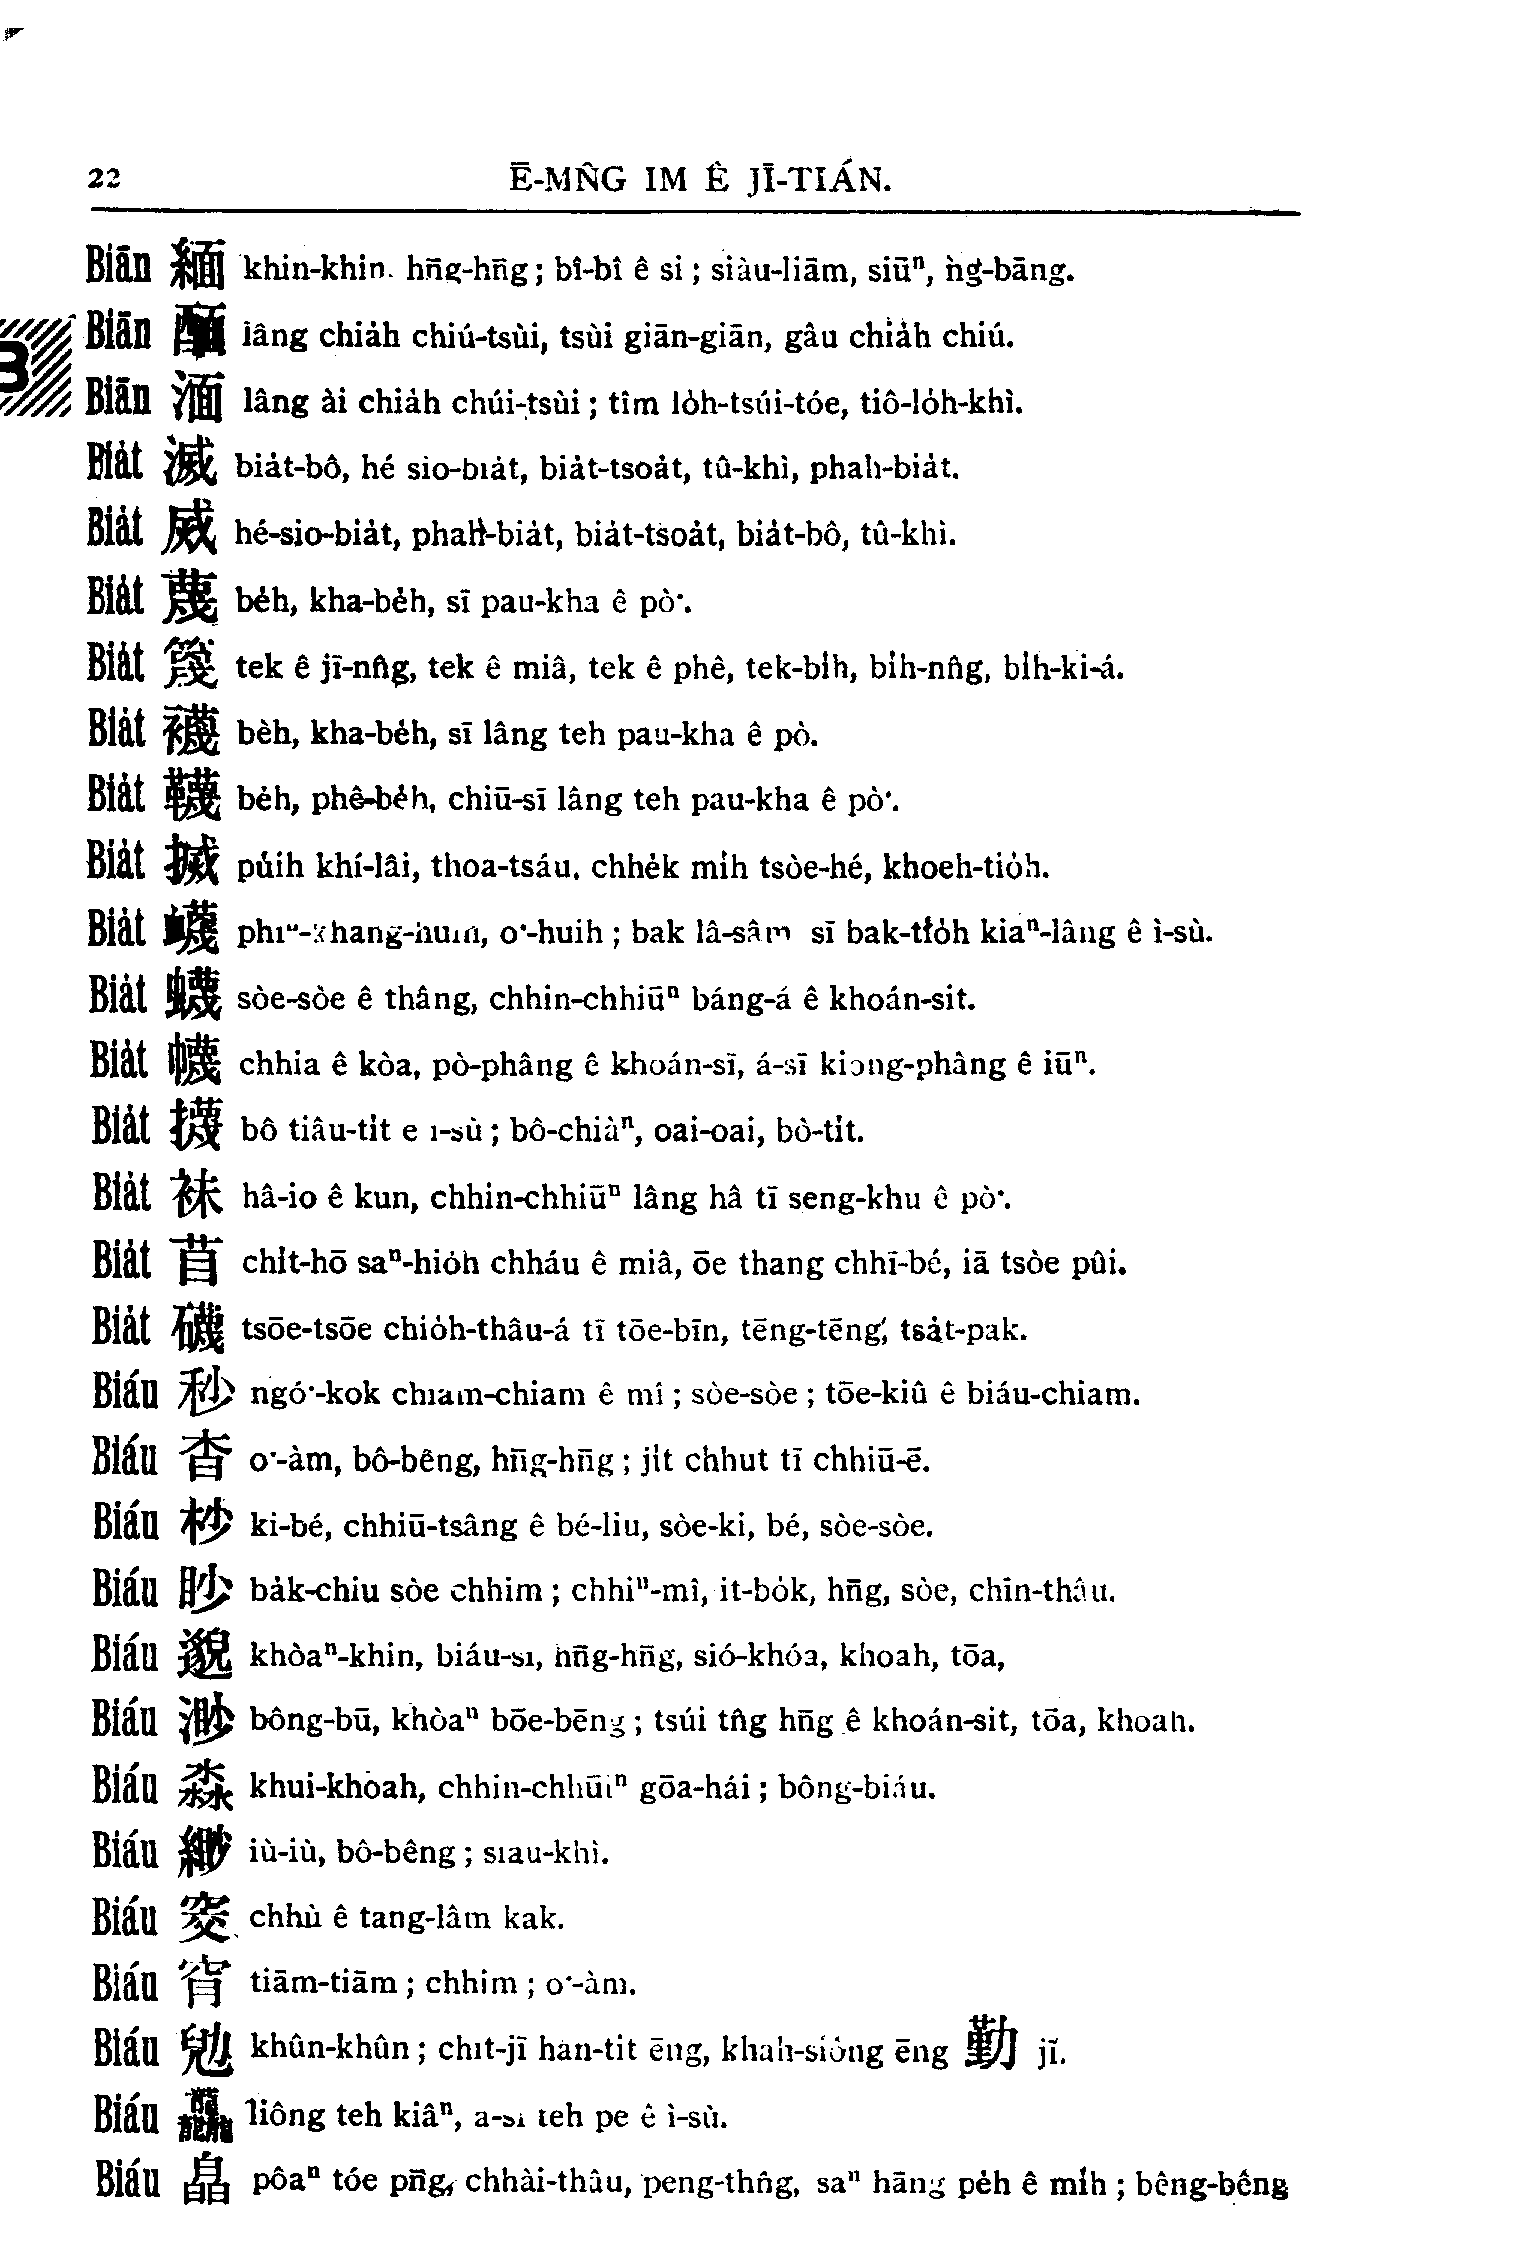 22 Ē-MN̂G IM Ê JĪ-TIÁN.
Biān 緬 khin-khin. hn̄g-hn̄g; bî-bî ê si; siàu-liām, siūⁿ, ǹg-bāng.
B
Biān 酾 lâng chia̍h chiú-tsùi, tsùi giān-giān, gâu chia̍h chiú.
Biān 湎 lâng ài chia̍h chúi-tsùi; tîm lo̍h-tsúi-tóe, tiô-lo̍h-khì.
Bia̍t 滅 bia̍t-bô, hé sio-bia̍t, bia̍t-tsoa̍t, tû-khì, phah-bia̍t.
Bia̍t 烕 hé-sio-bia̍t, phah-bia̍t, bia̍t-tsoa̍t, bia̍t-bô, tû-khì.
Bia̍t 蔑 be̍h, kha-be̍h, sī pau-kha ê pò͘.
Bia̍t 篾 tek ê jī-nn̂g, tek ê miâ, tek ê phê, tek-bi̍h, bi̍h-nn̂g, bi̍h-ki-á.
Bia̍t 襪 bèh, kha-be̍h, sī lâng teh pau-kha ê pò.
Bia̍t 韈 be̍h, phê-be̍h, chiū-sī lâng teh pau-kha ê pò͘.
Bia̍t 搣 pu̍ih khí-lâi, thoa-tsáu, chhe̍k mi̍h tsòe-hé, khoeh-tio̍h.
Bia̍t 衊 phīⁿ-khang-huih, o͘-huih; bak lâ-sâm sī bak-tio̍h kiaⁿ-lâng ê ì-sù.
Bia̍t 蠛 sòe-sòe ê thâng, chhin-chhiūⁿ báng-á ê khoán-sit.
Bia̍t 幭 chhia ê kòa, pò-phâng ê khoán-sī, á-sī kiong-phâng ê iūⁿ.
Bia̍t 㩢 bô tiâu-ti̍t e ì-sù; bô-chiàⁿ, oai-oai, bò-ti̍t.
Bia̍t 袜 hâ-io ê kun, chhin-chhiūⁿ lâng hâ tī seng-khu ê pò͘.
Bia̍t 苜 chi̍t-hō saⁿ-hio̍h chháu ê miâ, ōe thang chhī-bé, iā tsòe pûi.
Bia̍t 礣 tsōe-tsōe chio̍h-thâu-á tī tōe-bīn, tēng-tēng, tsa̍t-pak.
Biáu 秒 ngó͘-kok chiam-chiam ê mî; sòe-sòe; tōe-kiû ê biáu-chiam.
Biáu 杳 o͘-àm, bô-bêng, hn̄g-hn̄g; ji̍t chhut tī chhiū-ē.
Biáu 杪 ki-bé, chhiū-tsâng ê bé-liu, sòe-ki, bé, sòe-sòe.
Biáu 眇 ba̍k-chiu sòe chhim; chhiⁿ-mî, it-bo̍k, hn̄g, sòe, chīn-thâu.
Biáu 邈 khòaⁿ-khin, biáu-sī, hn̄g-hn̄g, sió-khóa, khoah, tōa,
Biáu 渺 bông-bū, khòaⁿ bōe-bēng; tsúi tn̂g hn̄g ê khoán-sit, tōa, khoah.
Biáu 淼 khui-khoah, chhin-chhūiⁿ gōa-hái; bông-biáu.
Biáu 緲 iù-iù, bô-bêng; siau-khì.
Biáu 窔 chhù ê tang-lâm kak.
Biáu 窅 tiām-tiām; chhim; o͘-àm.
Biáu 勉 khûn-khûn; chit-jī hán-tit ēng, khah-siông ēng 勤 jī.
Biáu 龘 liông teh kiâⁿ, a-sī teh pe ê ì-sù.
Biáu 皛 pôaⁿ tóe pn̄g, chhài-thâu, peng-thn̂g, saⁿ hāng pe̍h ê mi̍h; bêng-bêng